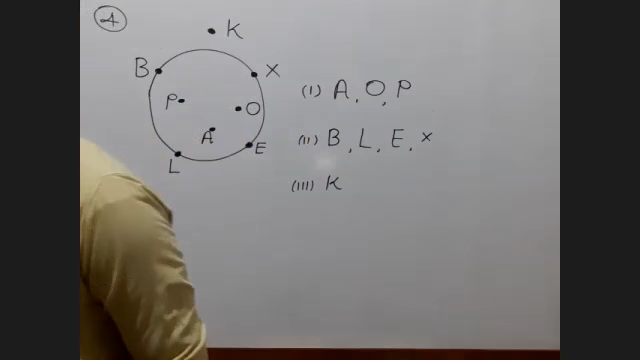 4
K
B X
P O
A E
L
(i) A, O, P
(ii) B, L, E, X
(iii) K